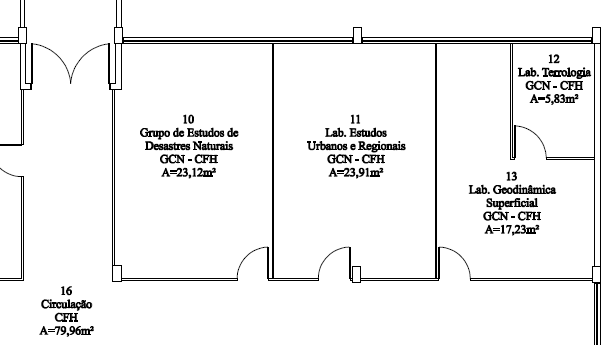 12
Lab. Terrologia
GCN - CFH
A=5,83m²
10
Grupo de Estudos de
Desastres Naturais
GCN - CFH
A=23,12m²
11
Lab. Estudos
Urbanos e Regionais
GCN - CFH
A=23,91m²
13
Lab. Geodinâmica
Superficial
GCN - CFH
A=17,23m²
16
Circulação
CFH
A=79,96m²